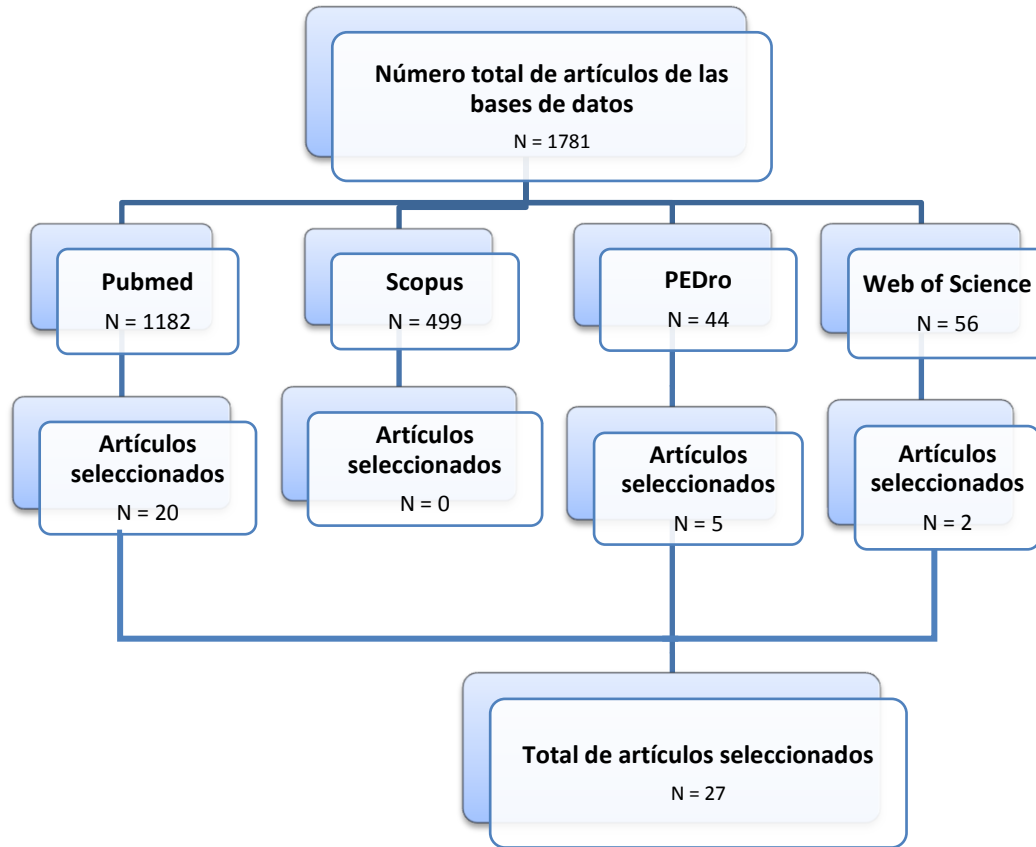 Número total de artículos de las
bases de datos
N = 1781
Pubmed
N = 1182
Scopus
N = 499
PEDro
N = 44
Web of Science
N = 56
Artículos
seleccionados
N = 20
Artículos
seleccionados
N = 0
Artículos
seleccionados
N = 5
Artículos
seleccionados
N = 2
Total de artículos seleccionados
N = 27